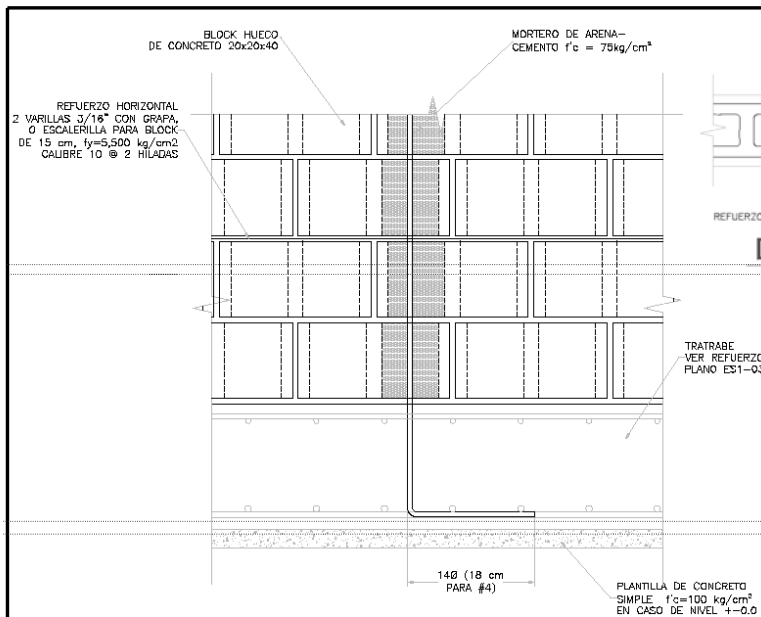 BLOCK HUECO
DE CONCRETO 20x20x40
MORTERO DE ARENA-
CEMENTO f'c = 75kg/cm²
REFUERZO HORIZONTAL
2 VARILLAS 3/16" CON GRAPA,
O ESCALERILLA PARA BLOCK
DE 15 cm, fy=5,500 kg/cm2
CALIBRE 10 @ 2 HILADAS
REFUERZO
TRATRABE
VER REFUERZO
PLANO ES1-03
14Ø (18 cm
PARA #4)
PLANTILLA DE CONCRETO
SIMPLE f'c=100 kg/cm²
EN CASO DE NIVEL +-0.0